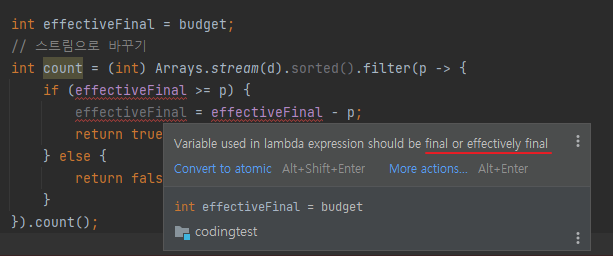 int effectiveFinal = budget;
// 스트림으로 바꾸기
int count = (int) Arrays.stream(d).sorted().filter(p -> {
if (effectiveFinal >= p) {
effectiveFinal = effectiveFinal - p;
return true
} else {
return fals
}
}).count();
Variable used in lambda expression should be final or effectively final
Convert to atomic Alt+Shift+Enter More actions... Alt+Enter
int effectiveFinal = budget
codingtest